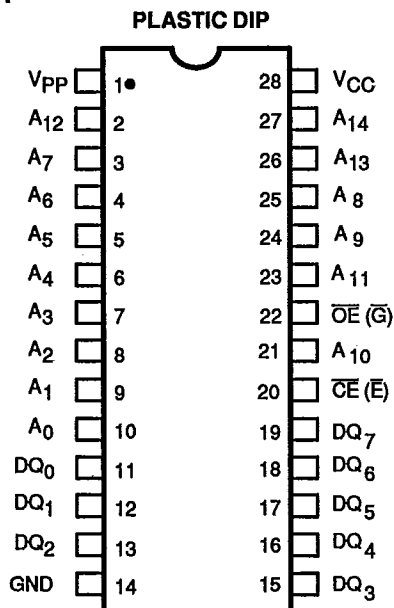 PLASTIC DIP
VPP 1 28 VCC
A12 2 27 A14
A7 3 26 A13
A6 4 25 A8
A5 5 24 A9
A4 6 23 A11
A3 7 22 O̅E̅ (G̅)
A2 8 21 A10
A1 9 20 C̅E̅ (E̅)
A0 10 19 DQ7
DQ0 11 18 DQ6
DQ1 12 17 DQ5
DQ2 13 16 DQ4
GND 14 15 DQ3